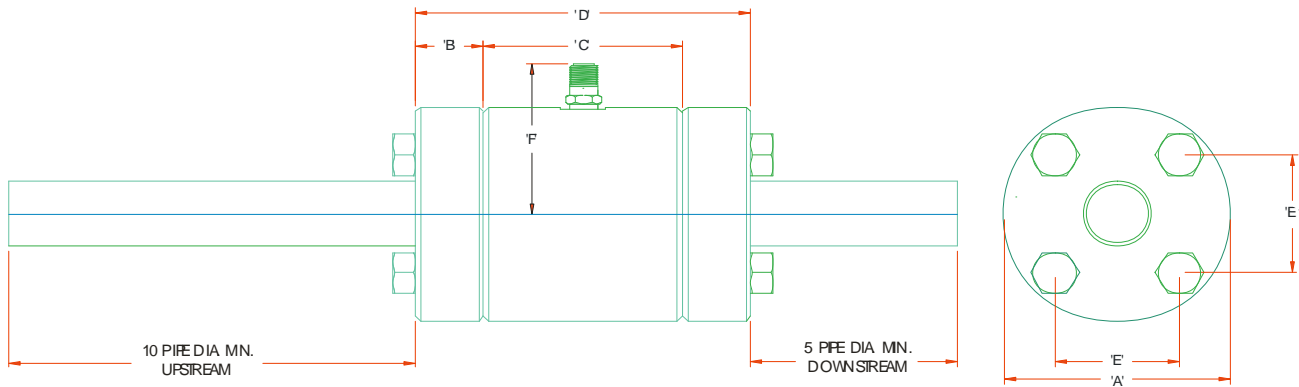 'D'
'B
'C'
'F'
'E
10 PIPE DIA MIN.
UPSTREAM
5 PIPE DIA MIN.
DOWNSTREAM
'E'
'A'